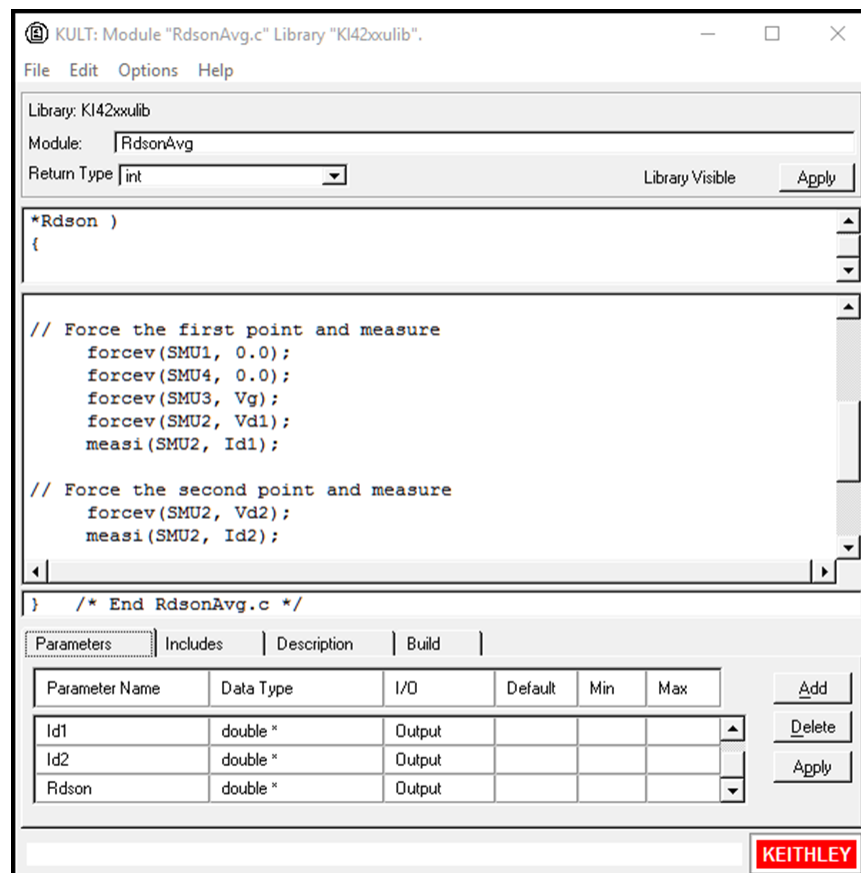 KULT: Module "RdsonAvg.c" Library "KI42xxulib".
File Edit Options Help
Library: KI42xxulib
Module: RdsonAvg
Return Type int Library Visible Apply
*Rdson )
{
// Force the first point and measure
forcev(SMU1, 0.0);
forcev(SMU4, 0.0);
forcev(SMU3, Vg);
forcev(SMU2, Vd1);
measi(SMU2, Id1);
// Force the second point and measure
forcev(SMU2, Vd2);
measi(SMU2, Id2);
} /* End RdsonAvg.c */
Parameters Includes Description Build
Parameter Name Data Type I/O Default Min Max Add
Id1 double * Output Delete
Id2 double * Output Apply
Rdson double * Output
KEITHLEY